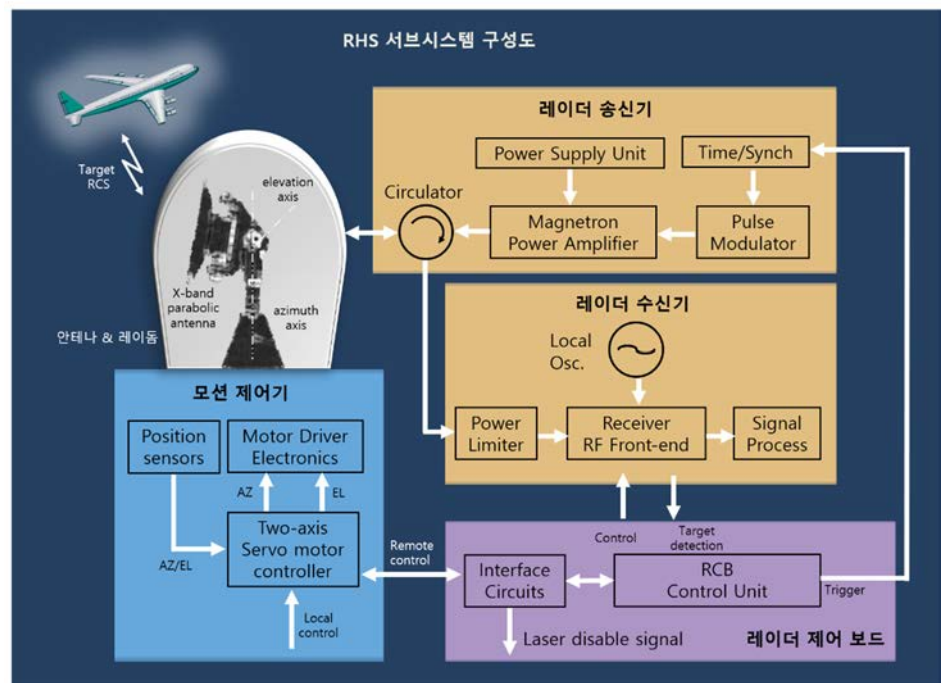 RHS 서브시스템 구성도
Target
RCS
elevation
axis
X-band
parabolic
antenna
azimuth
axis
안테나 & 레이돔
레이더 송신기
Power Supply Unit
Time/Synch
Circulator
Magnetron
Power Amplifier
Pulse
Modulator
레이더 수신기
Local
Osc.
Power
Limiter
Receiver
RF Front-end
Signal
Process
모션 제어기
Position
sensors
Motor Driver
Electronics
AZ
EL
Two-axis
Servo motor
controller
AZ/EL
Local
control
Remote
control
Control
Target
detection
Interface
Circuits
RCB
Control Unit
Trigger
Laser disable signal
레이더 제어 보드